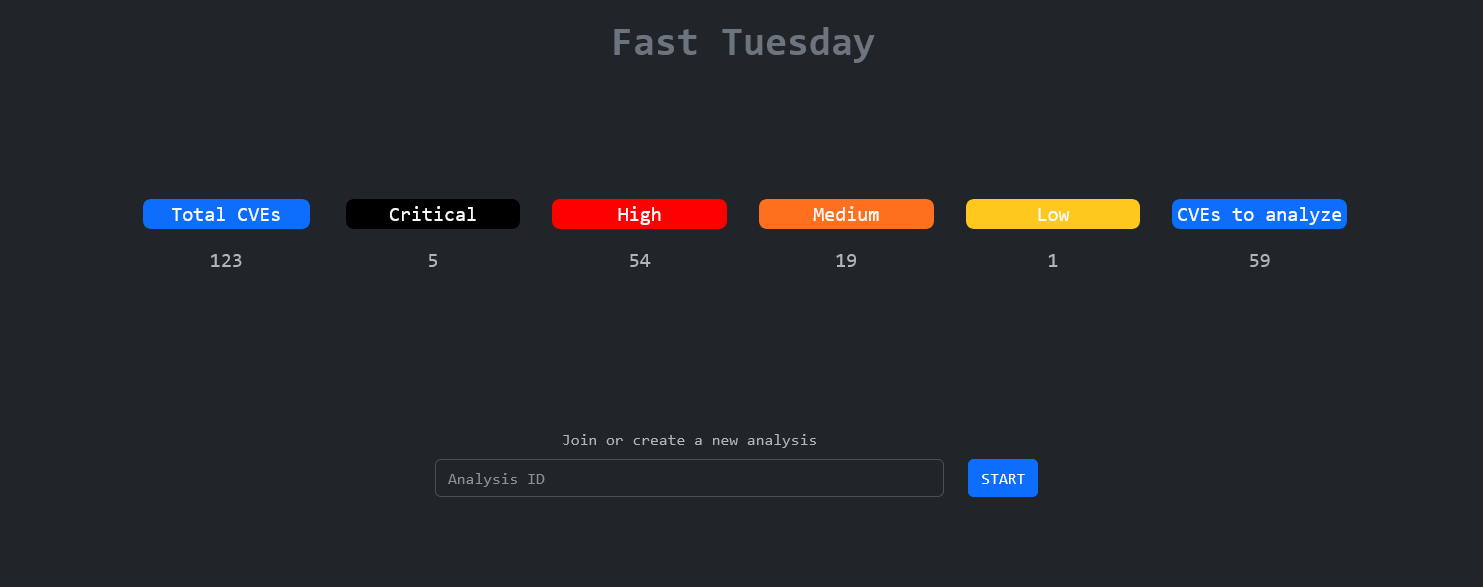 Fast Tuesday
Total CVEs Critical High Medium Low CVEs to analyze
123 5 54 19 1 59
Join or create a new analysis
Analysis ID START